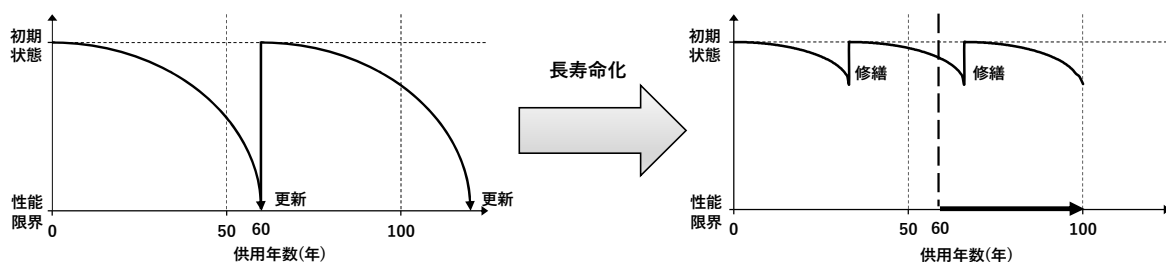 初期
状態
更新
更新
性能
限界
0
50
60
100
供用年数(年)
長寿命化
初期
状態
修繕
修繕
性能
限界
0
50
60
100
供用年数(年)